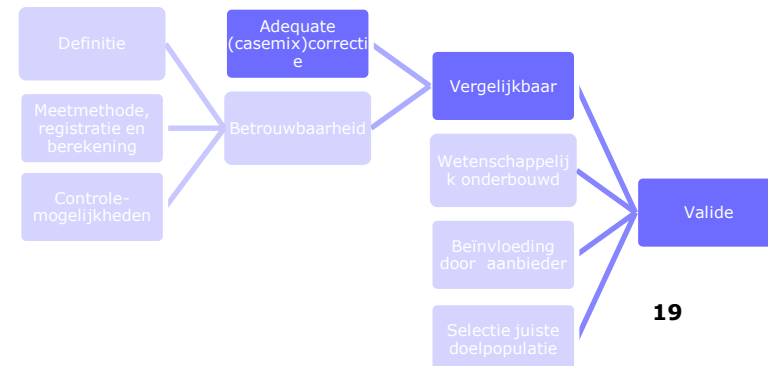 Definitie
Meetmethode,
registratie en
berekening
Controle-
mogelijkheden
Adequate
(casemix)correcti
e
Betrouwbaarheid
Vergelijkbaar
Wetenschappelij
k onderbouwd
Beïnvloeding
door aanbieder
Selectie juiste
doelpopulatie
Valide
19